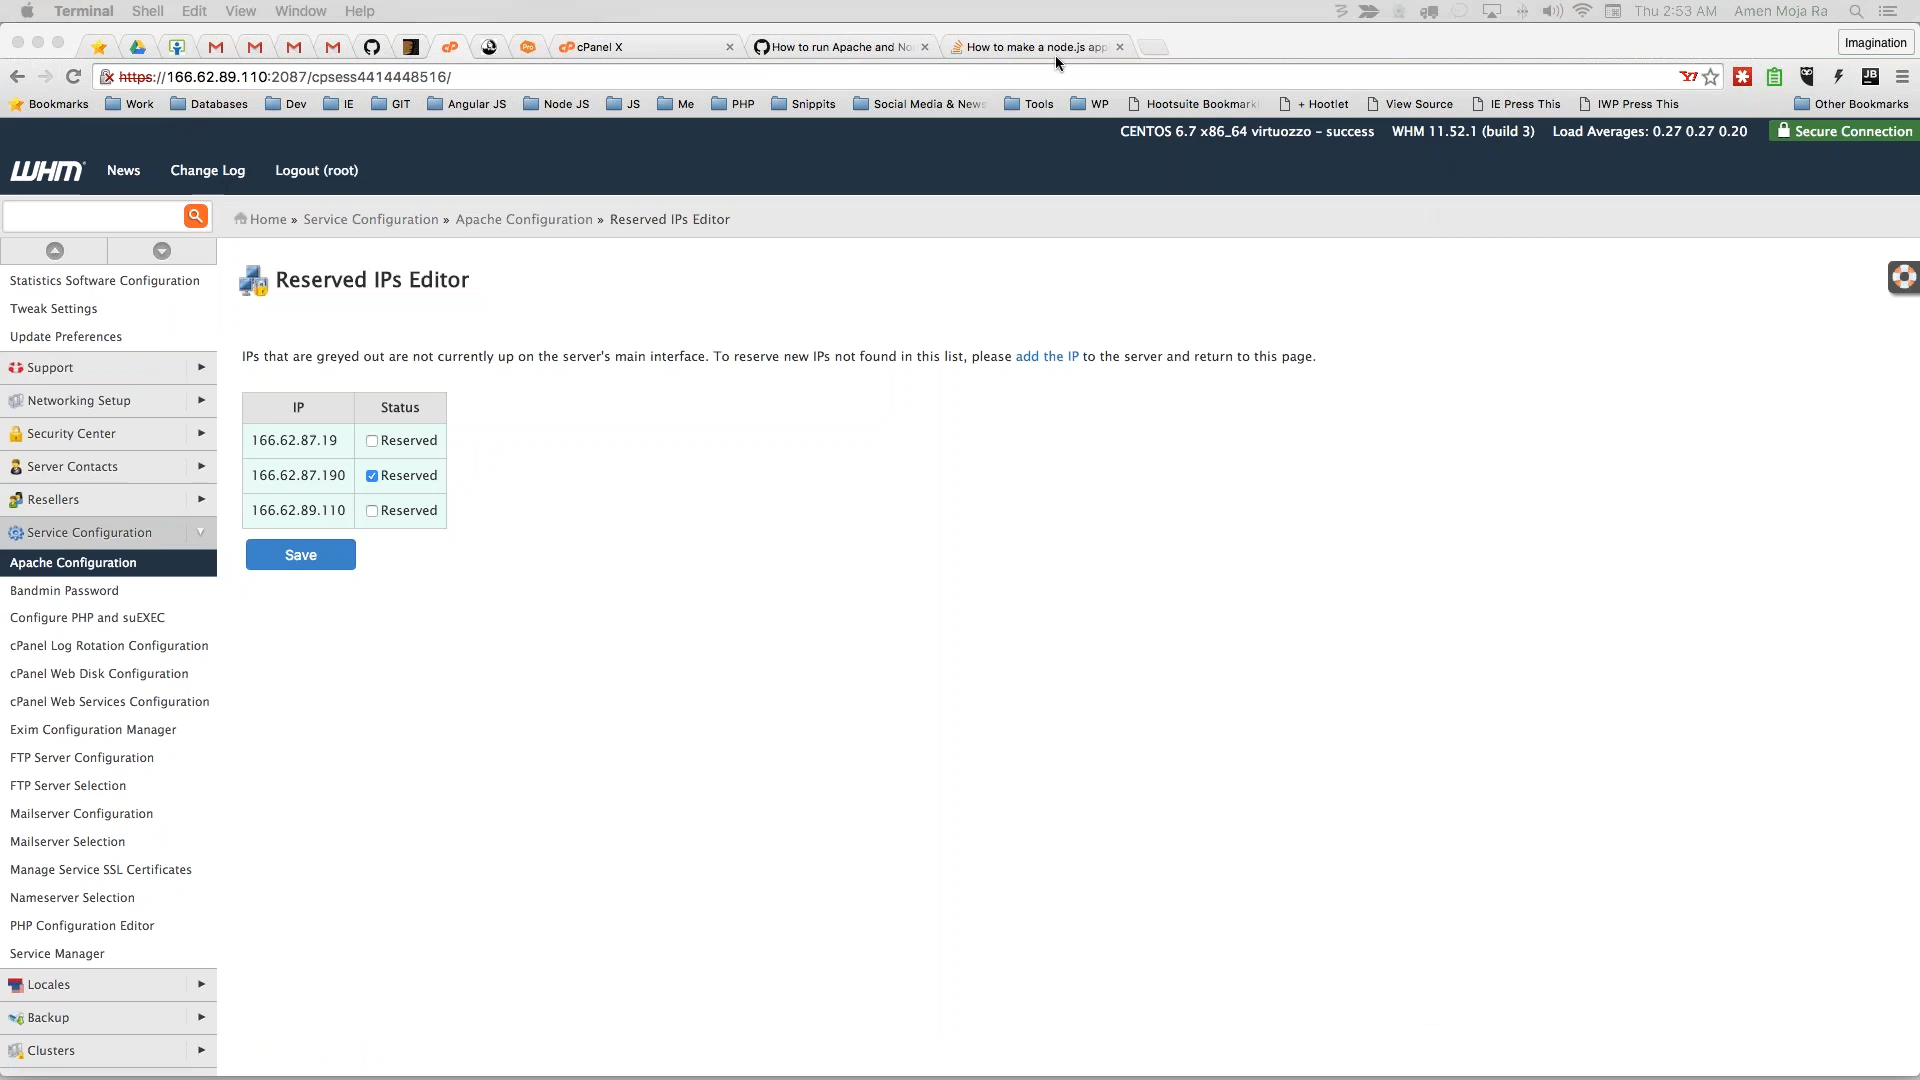 Terminal Shell Edit View Window Help Thu 2:53 AM Amen Moja Ra
cPanel X How to run Apache and No How to make a node.js app Imagination
https://166.62.89.110:2087/cpsess4414448516/
Bookmarks Work Databases Dev IE GIT Angular JS Node JS JS Me PHP Snippits Social Media & News Tools WP Hootsuite Bookmark + Hootlet View Source IE Press This IWP Press This Other Bookmarks
CENTOS 6.7 x86_64 virtuozzo – success WHM 11.52.1 (build 3) Load Averages: 0.27 0.27 0.20 Secure Connection
WHM News Change Log Logout (root)
Home » Service Configuration » Apache Configuration » Reserved IPs Editor
Statistics Software Configuration
Tweak Settings
Update Preferences
Support
Networking Setup
Security Center
Server Contacts
Resellers
Service Configuration
Apache Configuration
Bandmin Password
Configure PHP and suEXEC
cPanel Log Rotation Configuration
cPanel Web Disk Configuration
cPanel Web Services Configuration
Exim Configuration Manager
FTP Server Configuration
FTP Server Selection
Mailserver Configuration
Mailserver Selection
Manage Service SSL Certificates
Nameserver Selection
PHP Configuration Editor
Service Manager
Locales
Backup
Clusters
Reserved IPs Editor
IPs that are greyed out are not currently up on the server's main interface. To reserve new IPs not found in this list, please add the IP to the server and return to this page.
IP Status
166.62.87.19 Reserved
166.62.87.190 Reserved
166.62.89.110 Reserved
Save